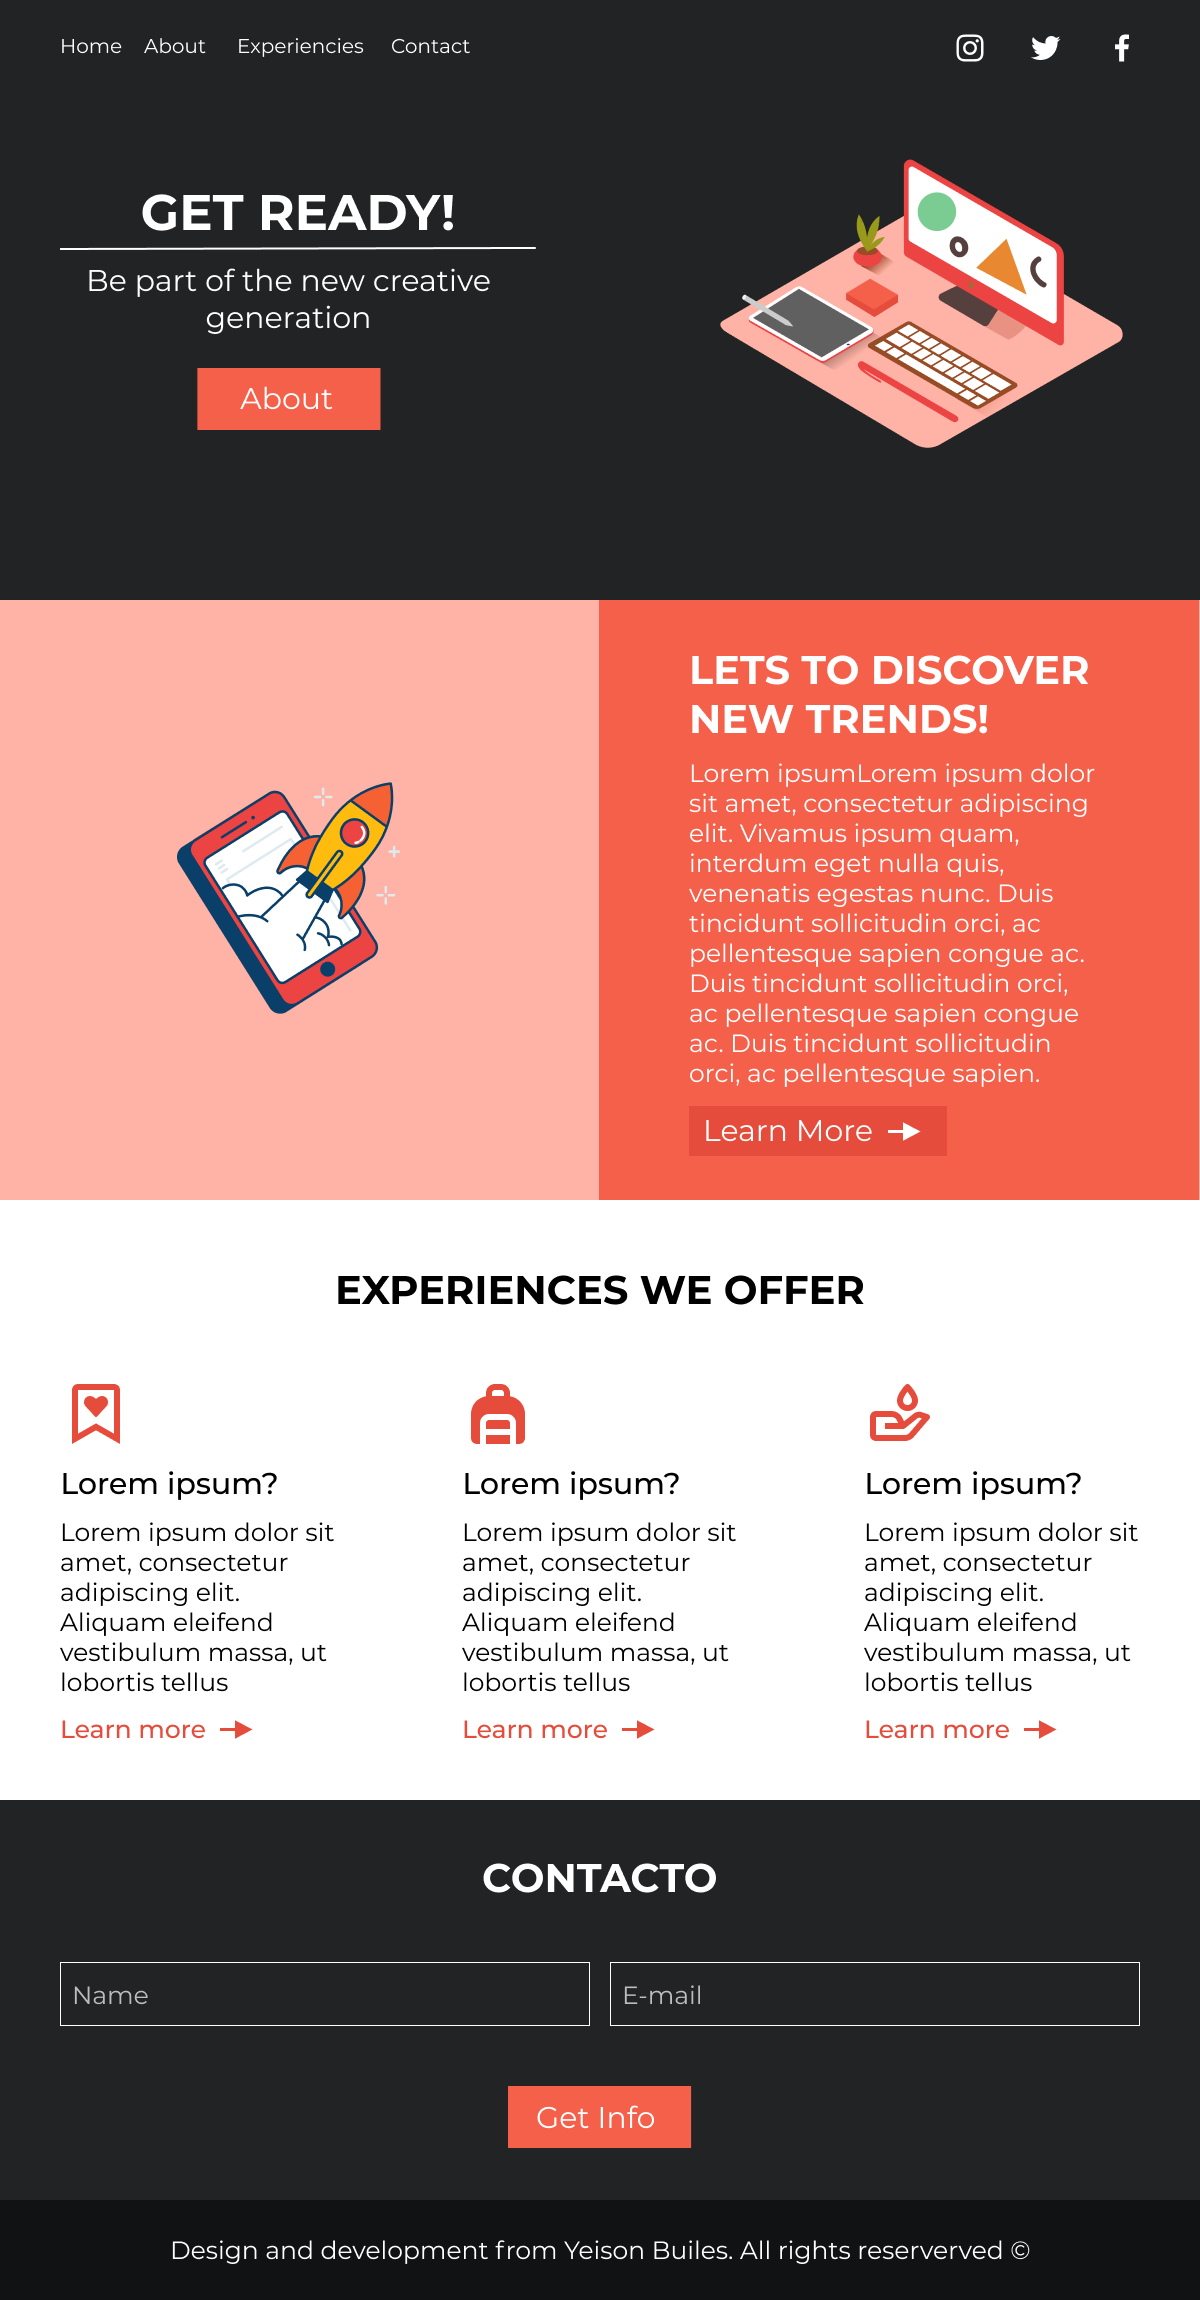 Home About Experiencies Contact
GET READY!
Be part of the new creative
generation
About
LETS TO DISCOVER
NEW TRENDS!
Lorem ipsumLorem ipsum dolor
sit amet, consectetur adipiscing
elit. Vivamus ipsum quam,
interdum eget nulla quis,
venenatis egestas nunc. Duis
tincidunt sollicitudin orci, ac
pellentesque sapien congue ac.
Duis tincidunt sollicitudin orci,
ac pellentesque sapien congue
ac. Duis tincidunt sollicitudin
orci, ac pellentesque sapien.
Learn More
EXPERIENCES WE OFFER
Lorem ipsum?
Lorem ipsum dolor sit
amet, consectetur
adipiscing elit.
Aliquam eleifend
vestibulum massa, ut
lobortis tellus
Learn more
Lorem ipsum?
Lorem ipsum dolor sit
amet, consectetur
adipiscing elit.
Aliquam eleifend
vestibulum massa, ut
lobortis tellus
Learn more
Lorem ipsum?
Lorem ipsum dolor sit
amet, consectetur
adipiscing elit.
Aliquam eleifend
vestibulum massa, ut
lobortis tellus
Learn more
CONTACTO
Name
E-mail
Get Info
Design and development from Yeison Builes. All rights reserverved ©